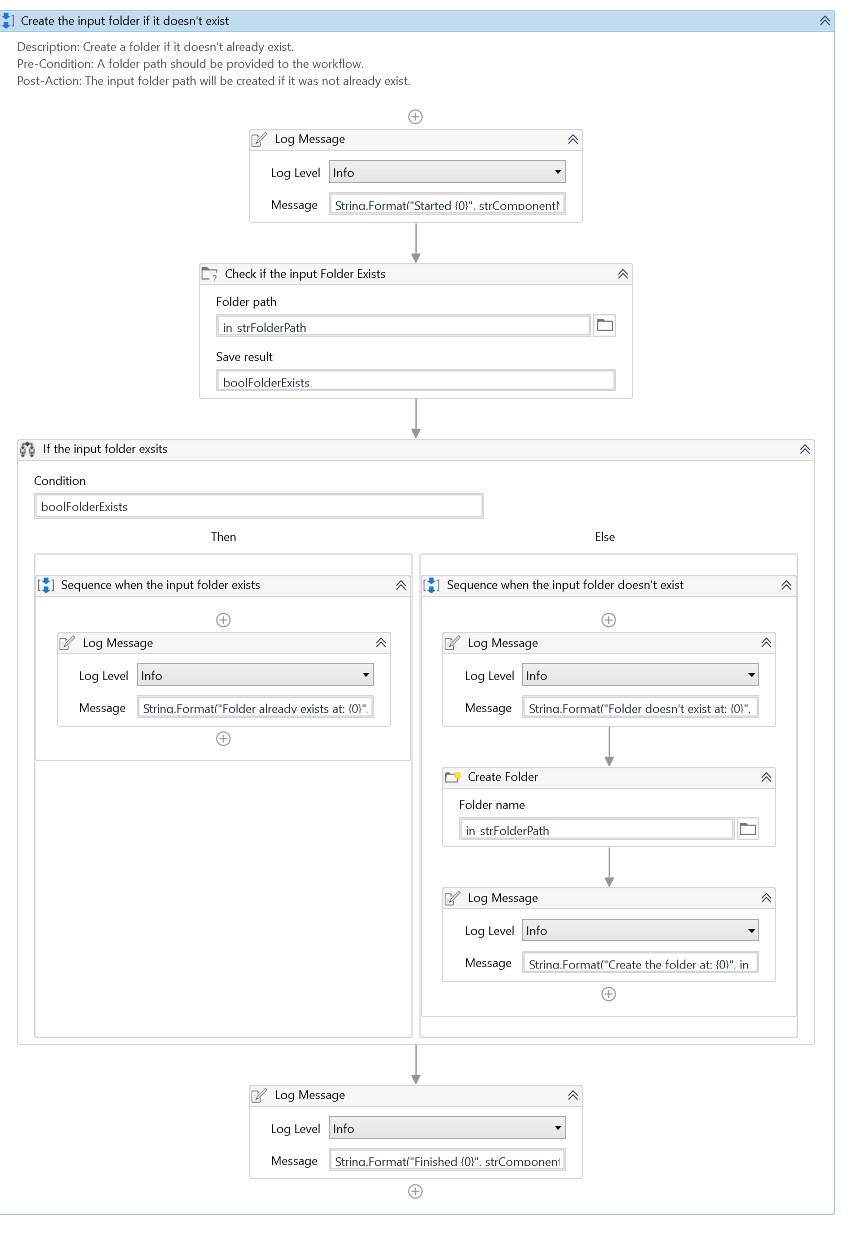 Create the input folder if it doesn't exist
Description: Create a folder if it doesn't already exist.
Pre-Condition: A folder path should be provided to the workflow.
Post-Action: The input folder path will be created if it was not already exist.
Log Message
Log Level Info
Message String.Format("Started {0}", strComponentN
Check if the input Folder Exists
Folder path
in_strFolderPath
Save result
boolFolderExists
If the input folder exsits
Condition
boolFolderExists
Then Else
Sequence when the input folder exists
Log Message
Log Level Info
Message String.Format("Folder already exists at: {0}",
Sequence when the input folder doesn't exist
Log Message
Log Level Info
Message String.Format("Folder doesn't exist at: {0}",
Create Folder
Folder name
in_strFolderPath
Log Message
Log Level Info
Message String.Format("Create the folder at: {0}", in
Log Message
Log Level Info
Message String.Format("Finished {0}", strComponent